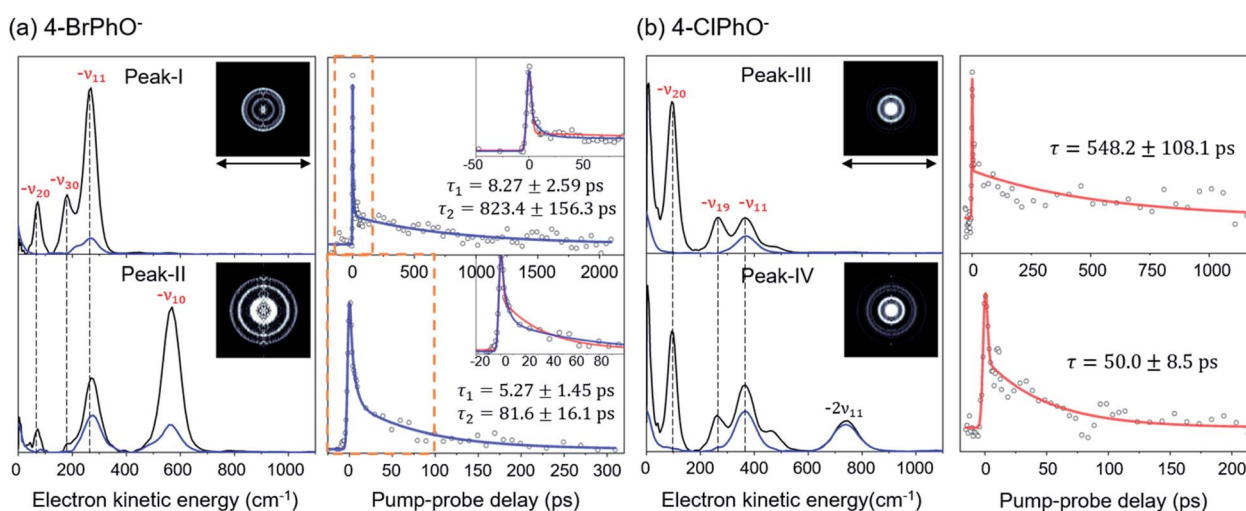 (a) 4-BrPhO⁻
Peak-I
-ν₁₁
-ν₂₀
-ν₃₀
-50 0 50
τ₁ = 8.27 ± 2.59 ps
τ₂ = 823.4 ± 156.3 ps
0 500 1000 1500 2000
Peak-II
-ν₁₀
-20 0 20 40 60 80
τ₁ = 5.27 ± 1.45 ps
τ₂ = 81.6 ± 16.1 ps
0 200 400 600 800 1000
Electron kinetic energy (cm⁻¹)
0 50 100 150 200 250 300
Pump-probe delay (ps)
(b) 4-ClPhO⁻
Peak-III
-ν₂₀
-ν₁₉
-ν₁₁
τ = 548.2 ± 108.1 ps
0 250 500 750 1000
Peak-IV
-2ν₁₁
τ = 50.0 ± 8.5 ps
0 200 400 600 800 1000
Electron kinetic energy(cm⁻¹)
0 50 100 150 200
Pump-probe delay (ps)